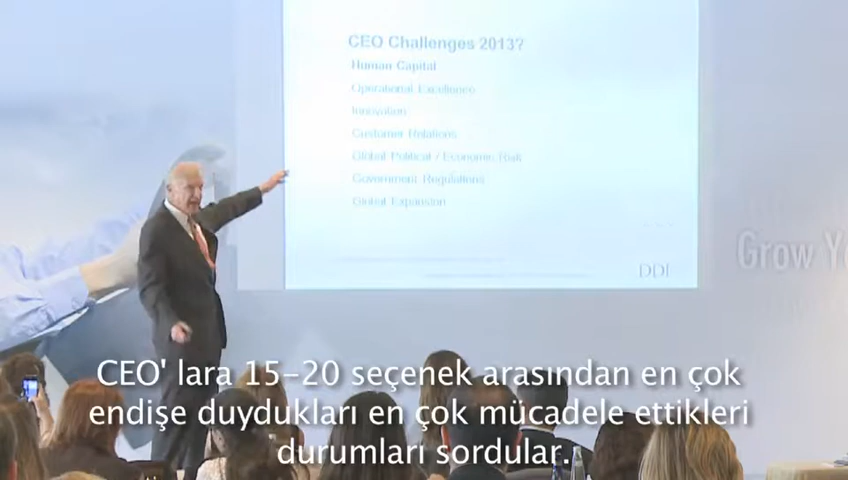 CEO Challenges 2013?
Human Capital
Operational Excellence
Innovation
Customer Relations
Global Political / Economic Risk
Government Regulations
Global Expansion
DDI
Grow
CEO' lara 15-20 seçenek arasından en çok
endişe duydukları en çok mücadele ettikleri
durumları sordular.